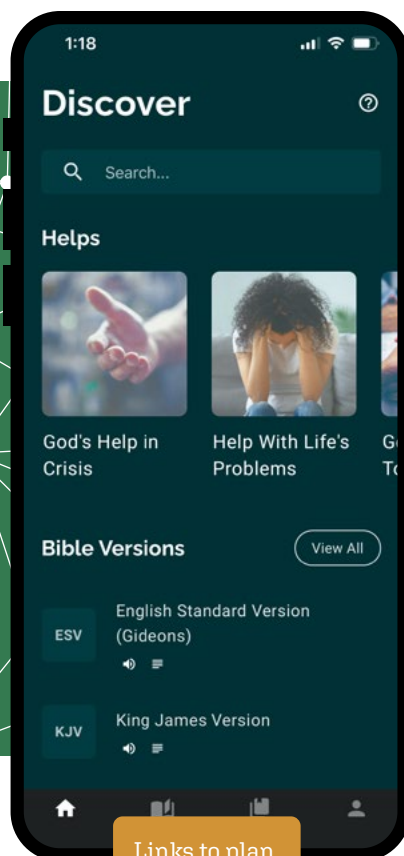 1:18
Discover
Search...
Helps
God's Help in
Crisis
Help With Life's
Problems
G
T
Bible Versions
View All
ESV
English Standard Version
(Gideons)
KJV
King James Version
Links to plan